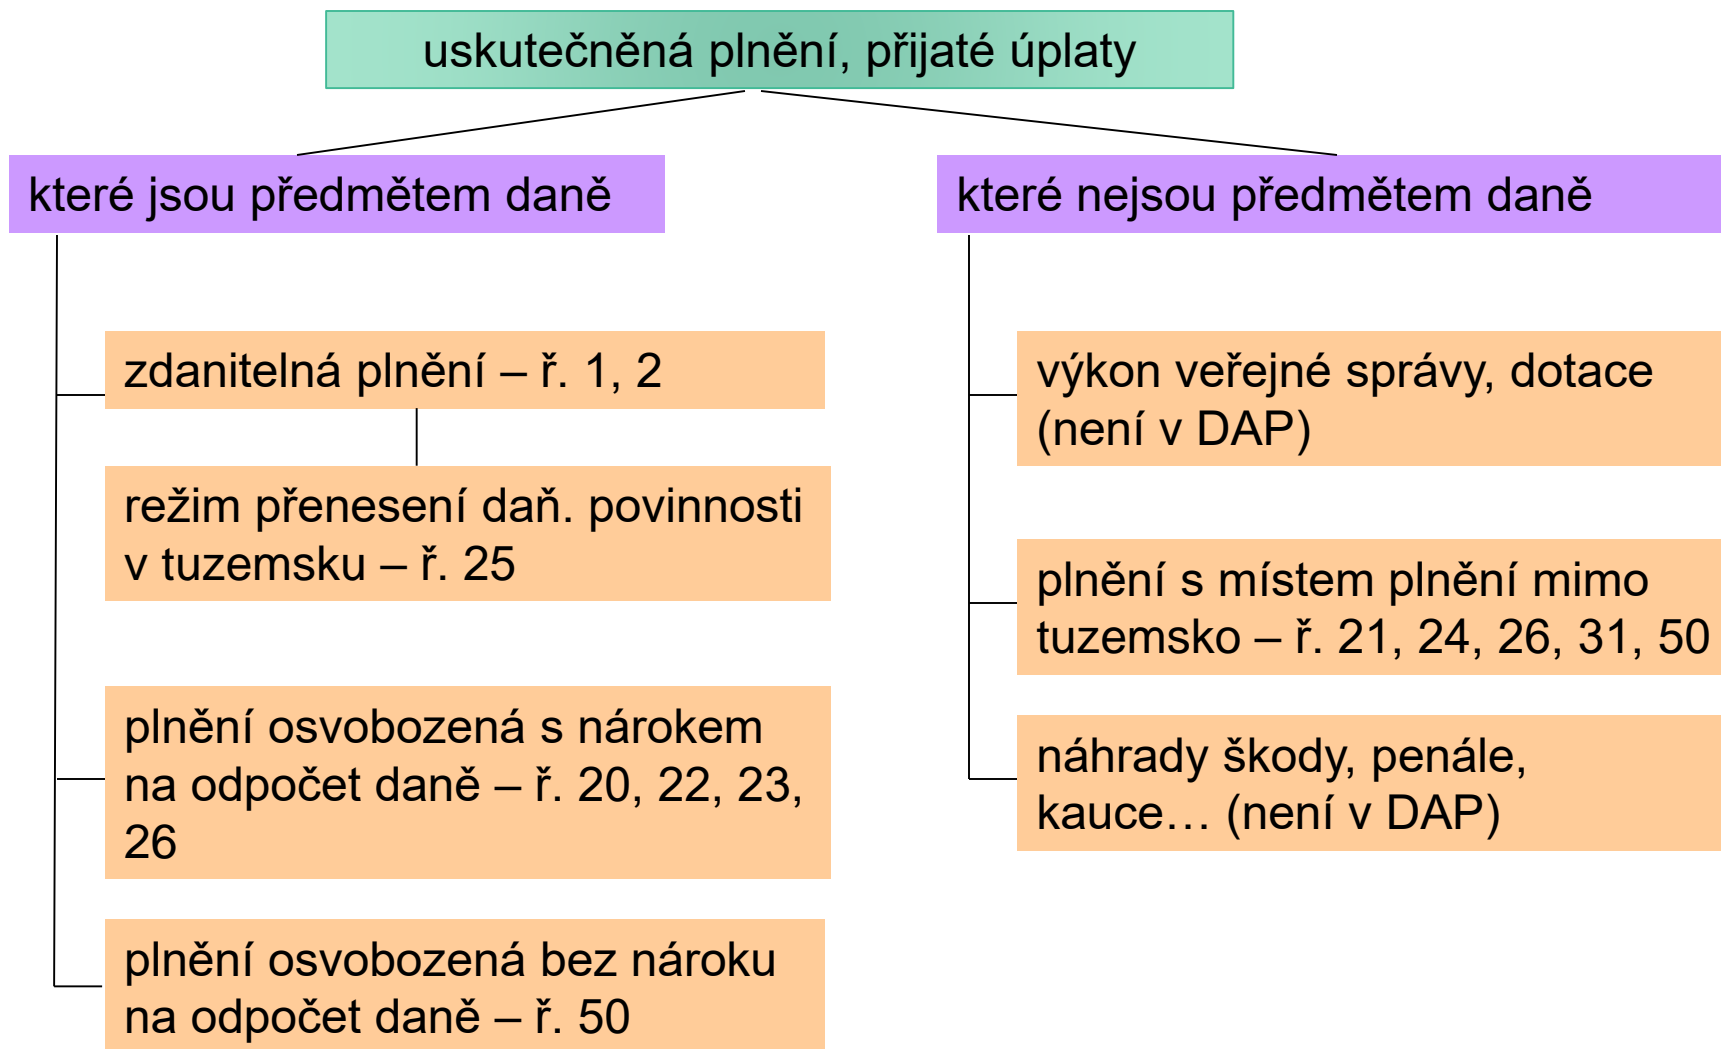 uskutečněná plnění, přijaté úplaty
které jsou předmětem daně
zdanitelná plnění – ř. 1, 2
režim přenesení daň. povinnosti
v tuzemsku – ř. 25
plnění osvobozená s nárokem
na odpočet daně – ř. 20, 22, 23,
26
plnění osvobozená bez nároku
na odpočet daně – ř. 50
které nejsou předmětem daně
výkon veřejné správy, dotace
(není v DAP)
plnění s místem plnění mimo
tuzemsko – ř. 21, 24, 26, 31, 50
náhrady škody, penále,
kauce… (není v DAP)